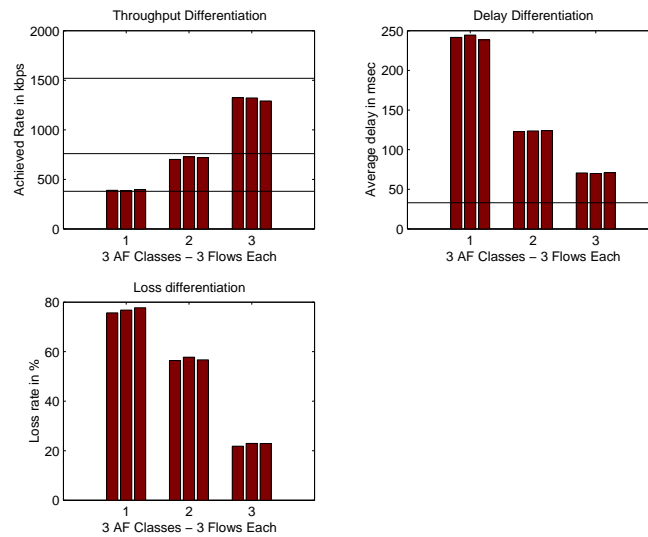 Throughput Differentiation
2000
1500
1000
500
0
Achieved Rate in kbps
1 2 3
3 AF Classes – 3 Flows Each
Delay Differentiation
250
200
150
100
50
0
Average delay in msec
1 2 3
3 AF Classes – 3 Flows Each
Loss differentiation
80
60
40
20
0
Loss rate in %
1 2 3
3 AF Classes – 3 Flows Each